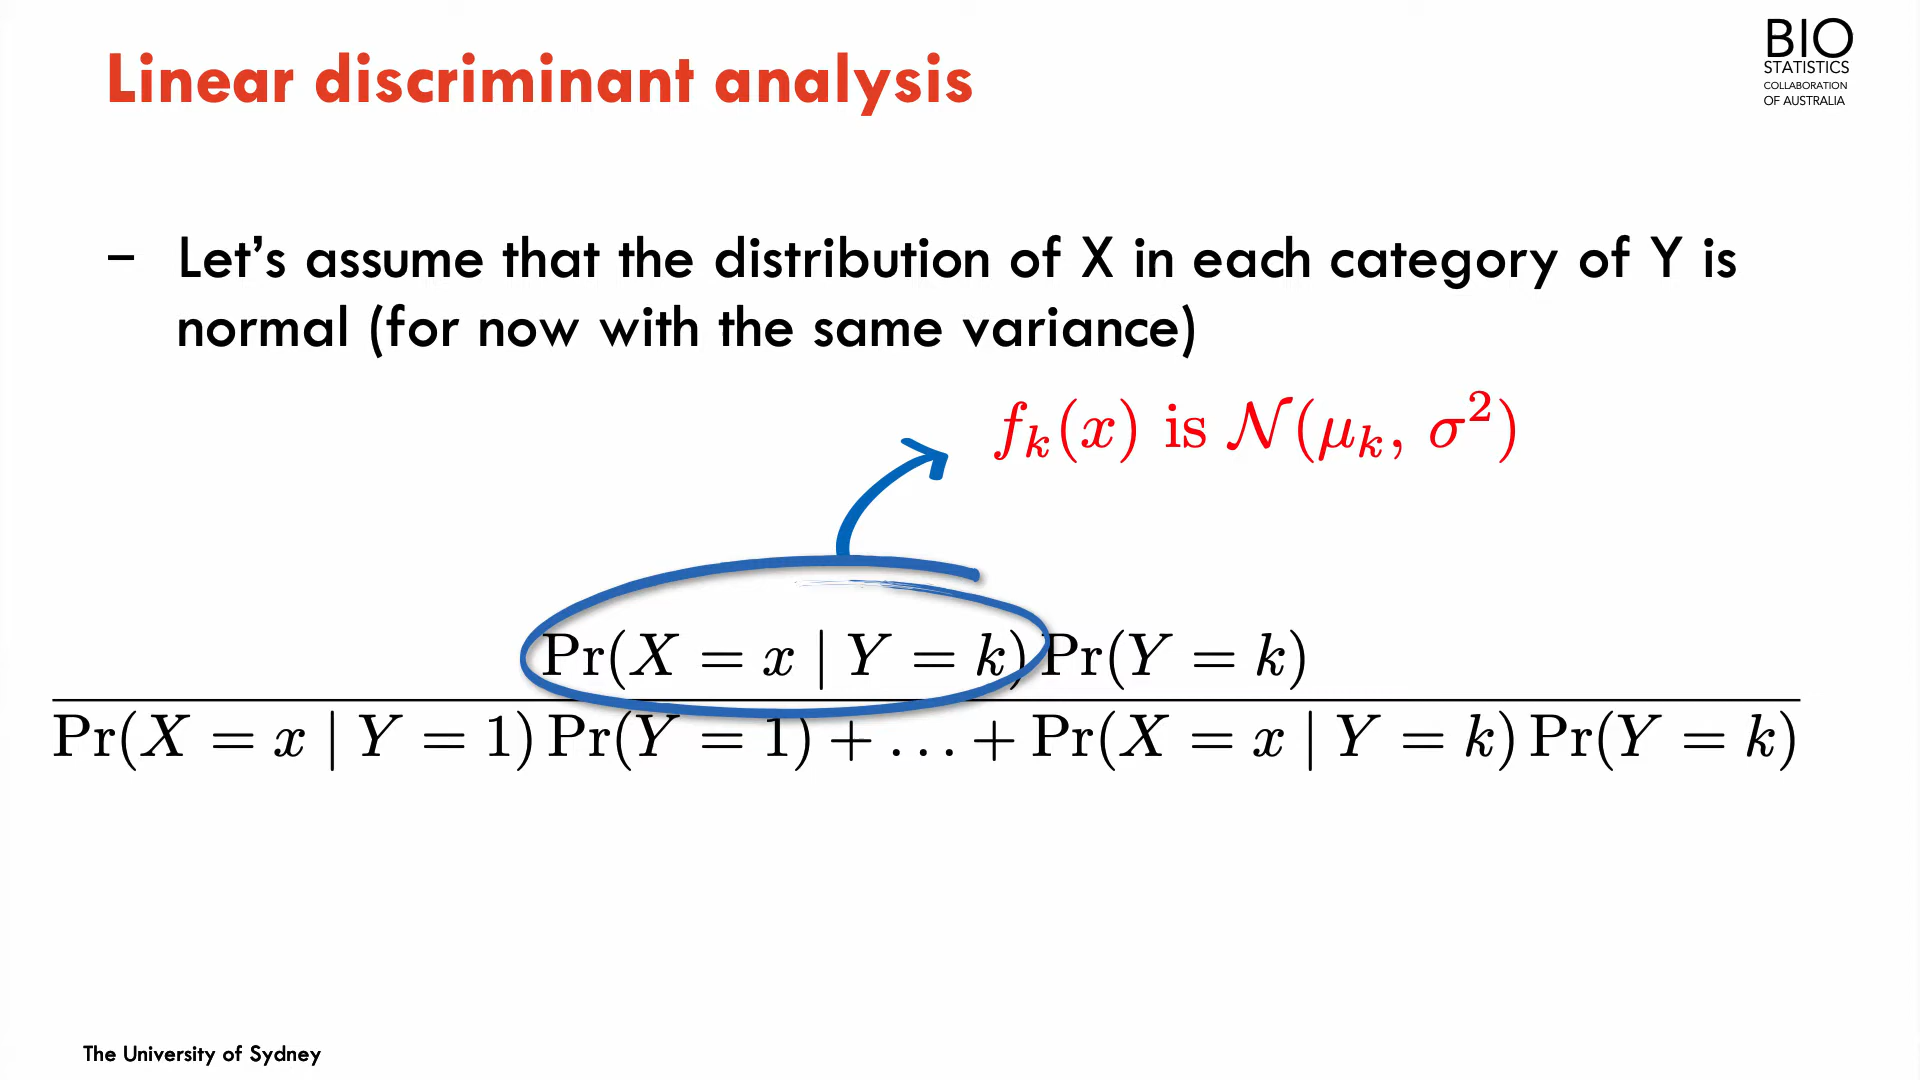 Linear discriminant analysis
BIO
STATISTICS
COLLABORATION
OF AUSTRALIA
– Let's assume that the distribution of X in each category of Y is
normal (for now with the same variance)
f_k(x) is 𝒩(μ_k, σ²)
Pr(X = x | Y = k) Pr(Y = k)
Pr(X = x | Y = 1) Pr(Y = 1) + … + Pr(X = x | Y = k) Pr(Y = k)
The University of Sydney